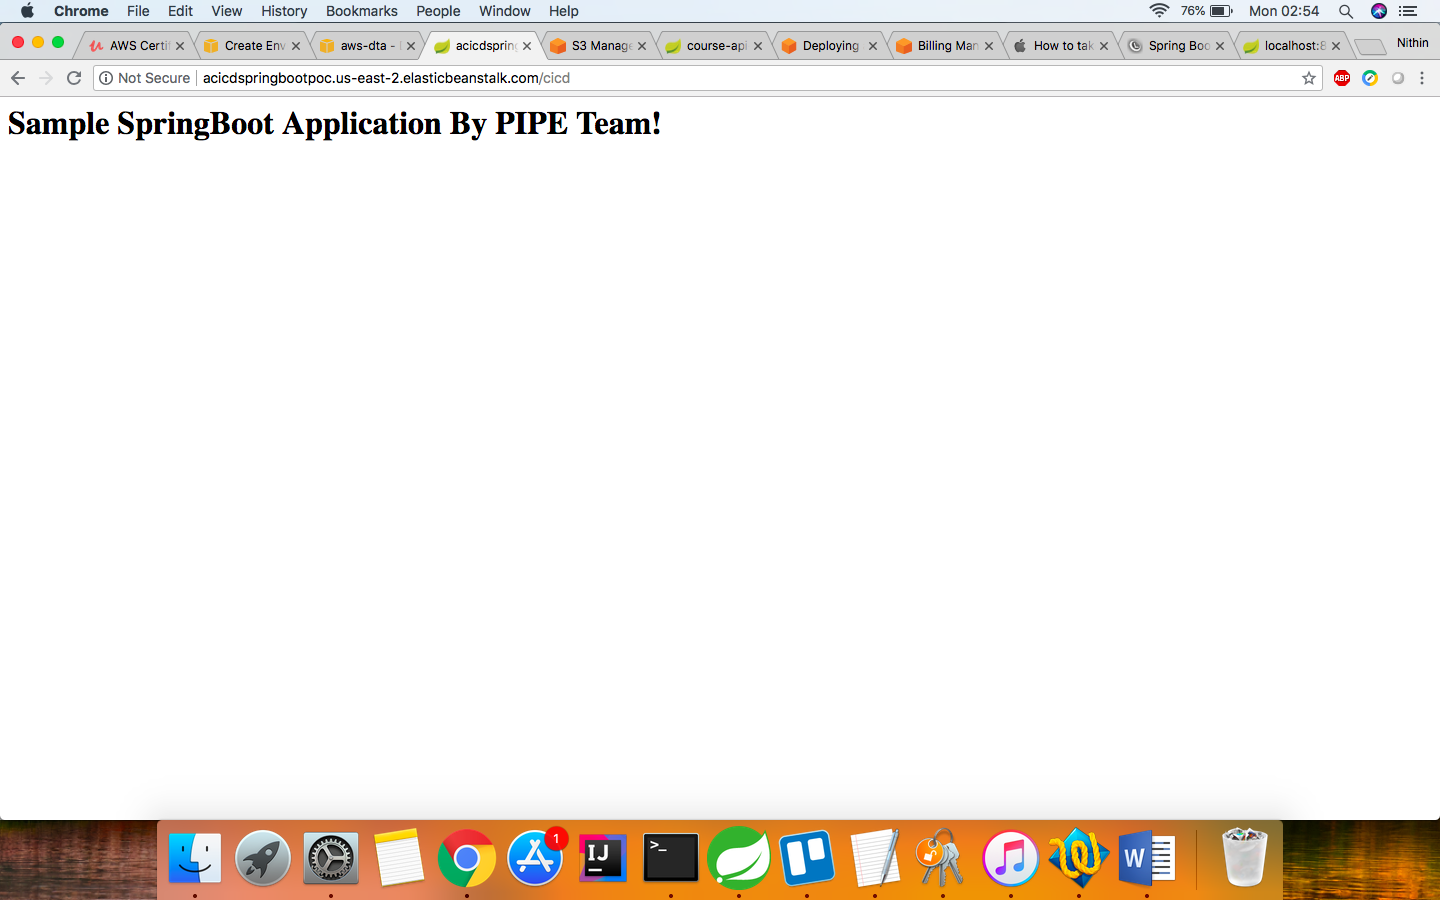 Chrome File Edit View History Bookmarks People Window Help 76% Mon 02:54
AWS Certif Create Env aws-dta - acicdspring S3 Manage course-api Deploying Billing Man How to tak Spring Boo localhost:8 Nithin
Not Secure acicdspringbootpoc.us-east-2.elasticbeanstalk.com/cicd ABP
Sample SpringBoot Application By PIPE Team!
1
IJ
>_
W